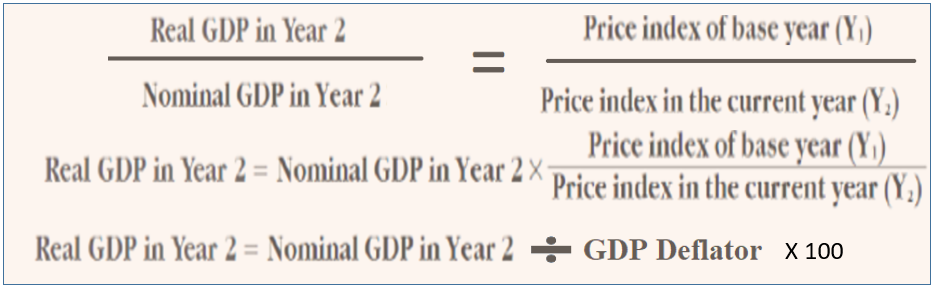 Real GDP in Year 2 = Price index of base year (Y₁)
Nominal GDP in Year 2 Price index in the current year (Y₂)
Price index of base year (Y₁)
Real GDP in Year 2 = Nominal GDP in Year 2 ×
Price index in the current year (Y₂)
Real GDP in Year 2 = Nominal GDP in Year 2 ÷ GDP Deflator X 100